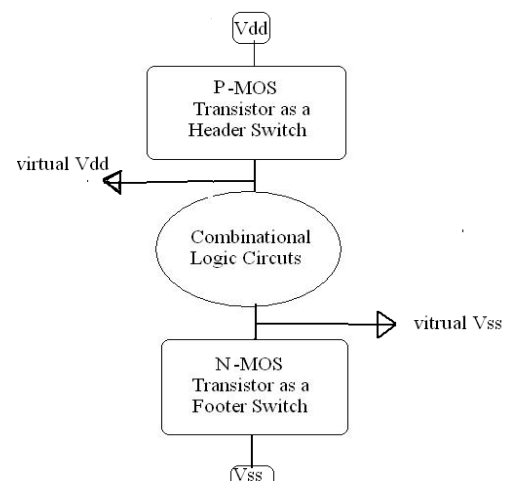 Vdd
P-MOS
Transistor as a
Header Switch
virtual Vdd
Combinational
Logic Circuts
vitrual Vss
N-MOS
Transistor as a
Footer Switch
Vss